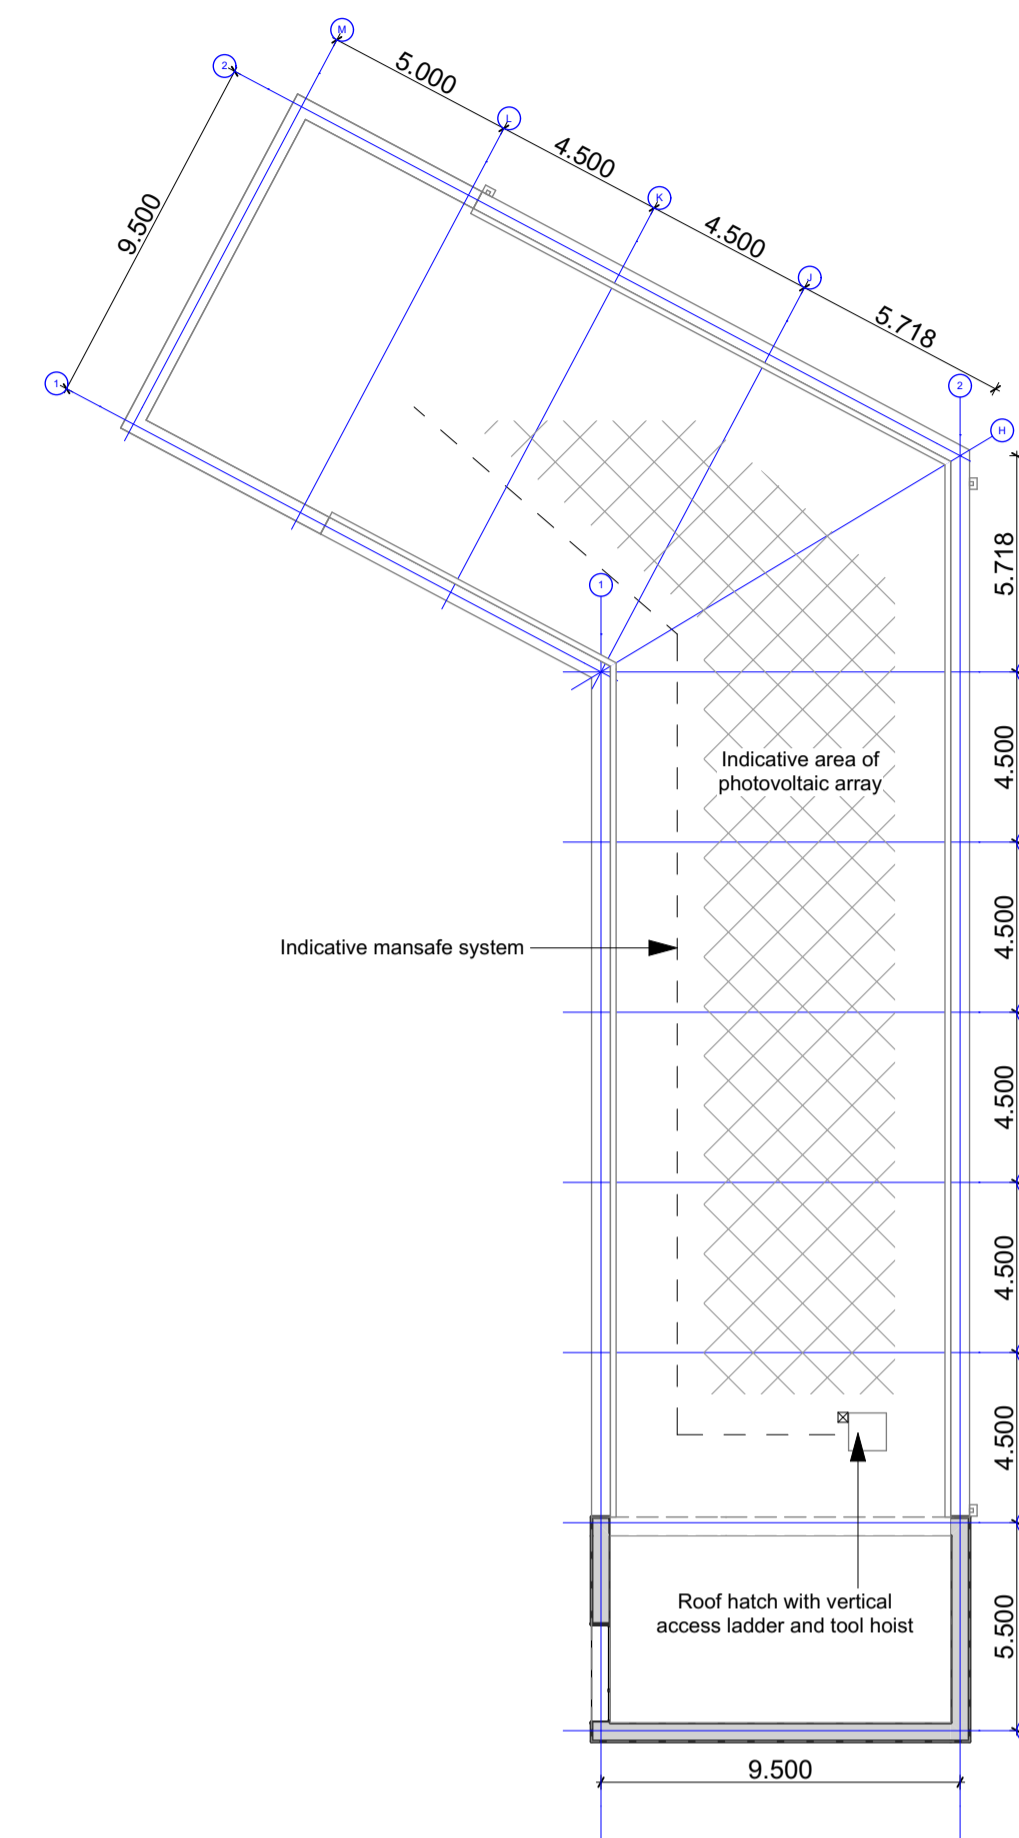 M
2
5.000
L
4.500
K
9.500
4.500
J
5.718
1
2
H
5.718
1
4.500
Indicative area of
photovoltaic array
4.500
Indicative mansafe system
4.500
4.500
4.500
Roof hatch with vertical
access ladder and tool hoist
5.500
9.500